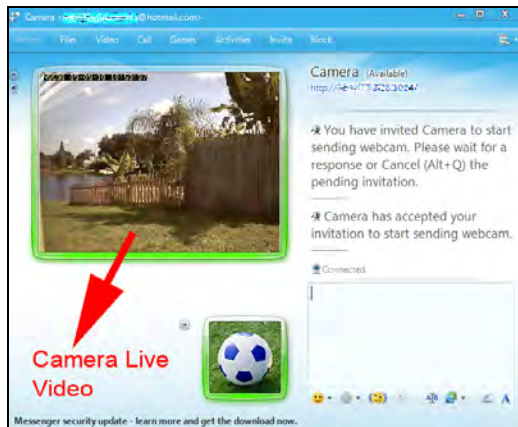 Camera
@hotmail.com>
Files Video Call Games Activities Invite Block
Camera (Available)
You have invited Camera to start
sending webcam. Please wait for a
response or Cancel (Alt+Q) the
pending invitation.
Camera has accepted your
invitation to start sending webcam.
Connected
Camera Live
Video
Messenger security update - learn more and get the download now.